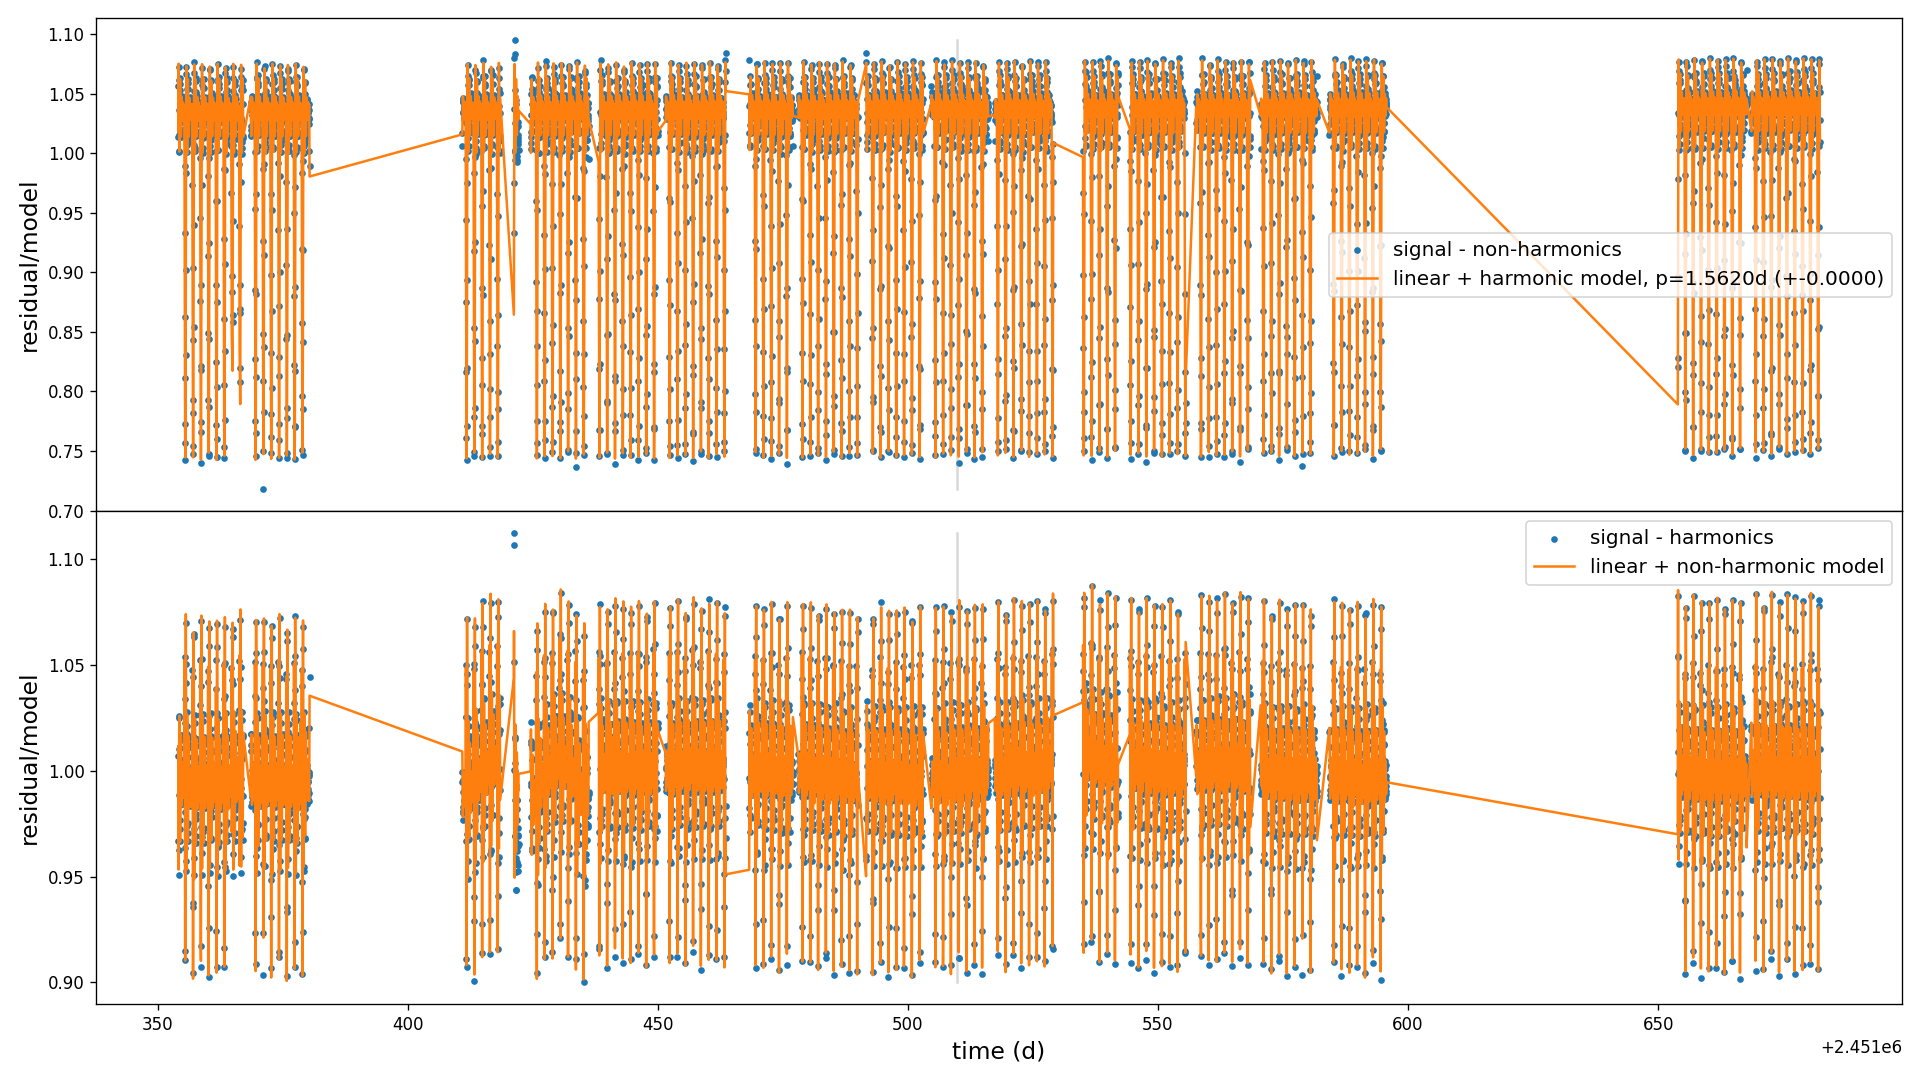 1.10
1.05
1.00
0.95
0.90
0.85
0.80
0.75
0.70
residual/model
signal - non-harmonics
linear + harmonic model, p=1.5620d (+-0.0000)
signal - harmonics
linear + non-harmonic model
1.10
1.05
1.00
0.95
0.90
residual/model
350 400 450 500 550 600 650
time (d)
+2.451e6